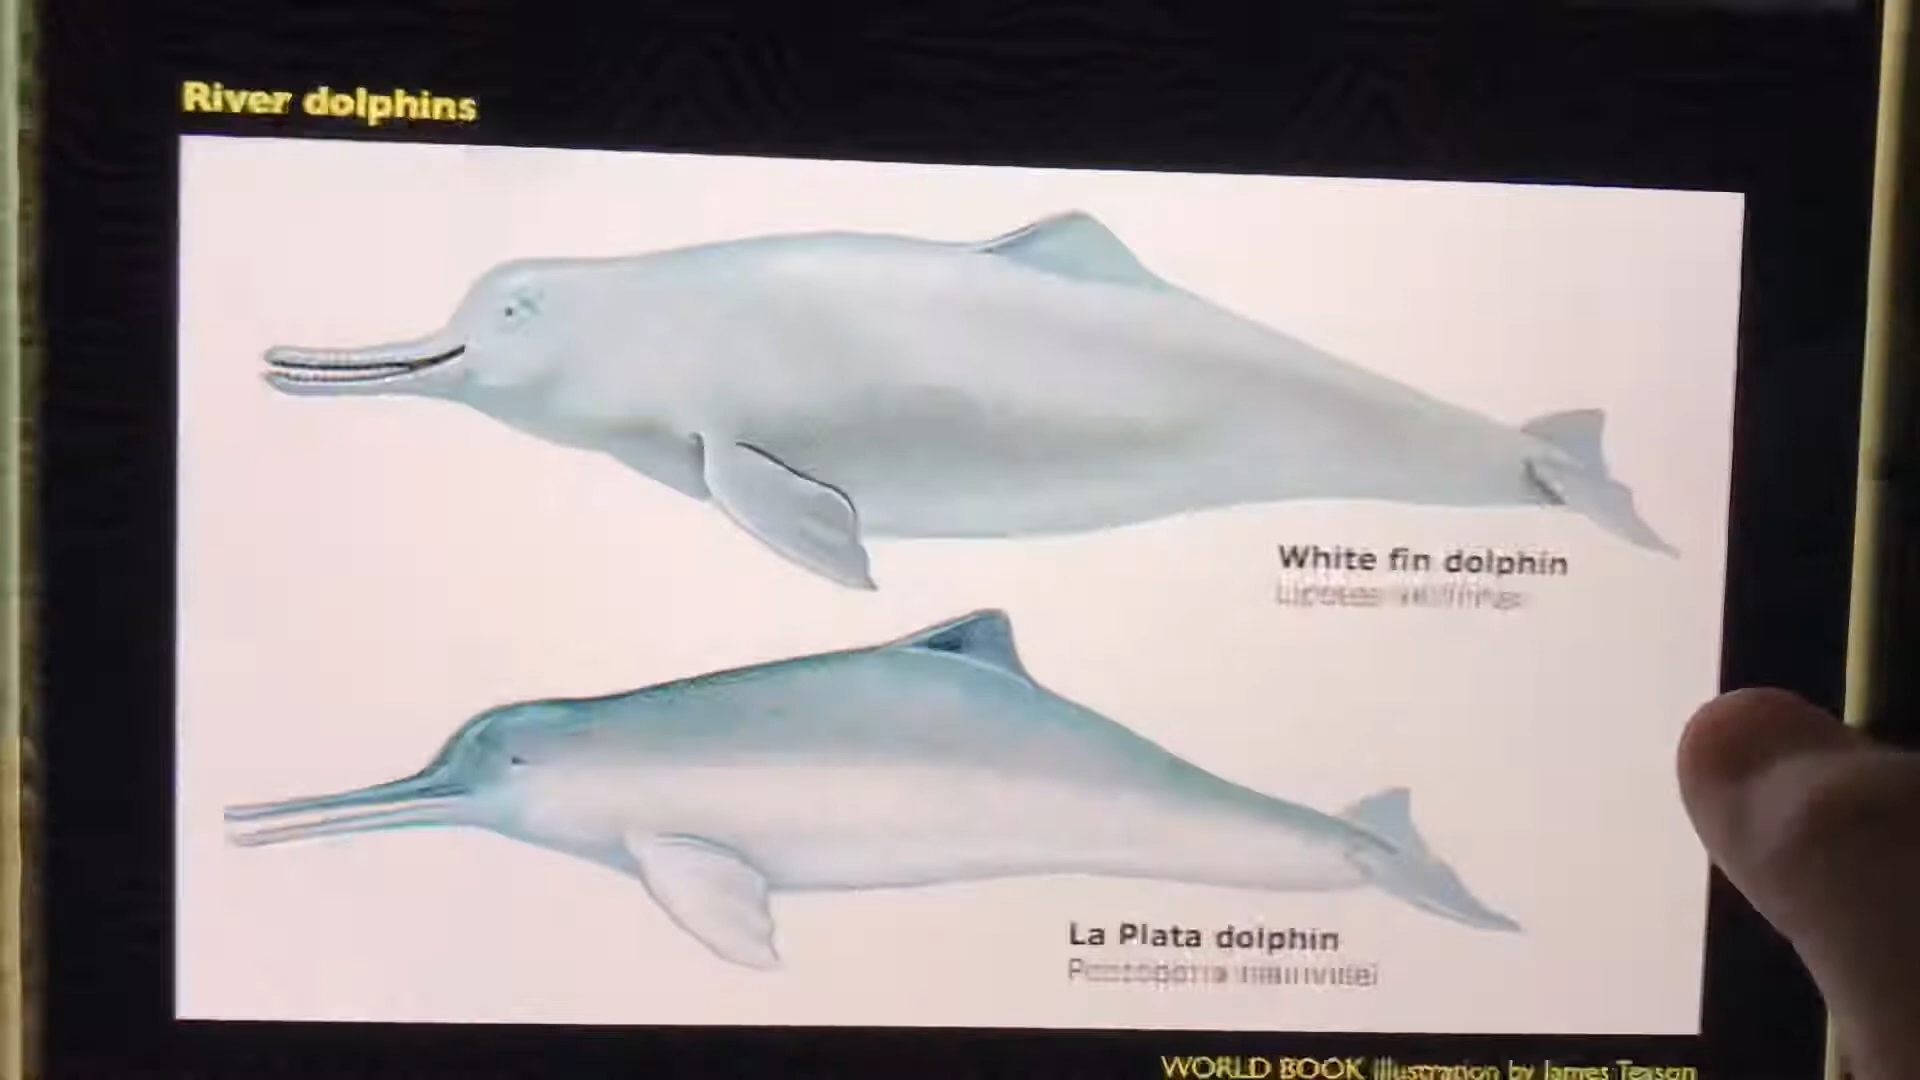 River dolphins
White fin dolphin
La Plata dolphin
WORLD BOOK illustration by James Teason